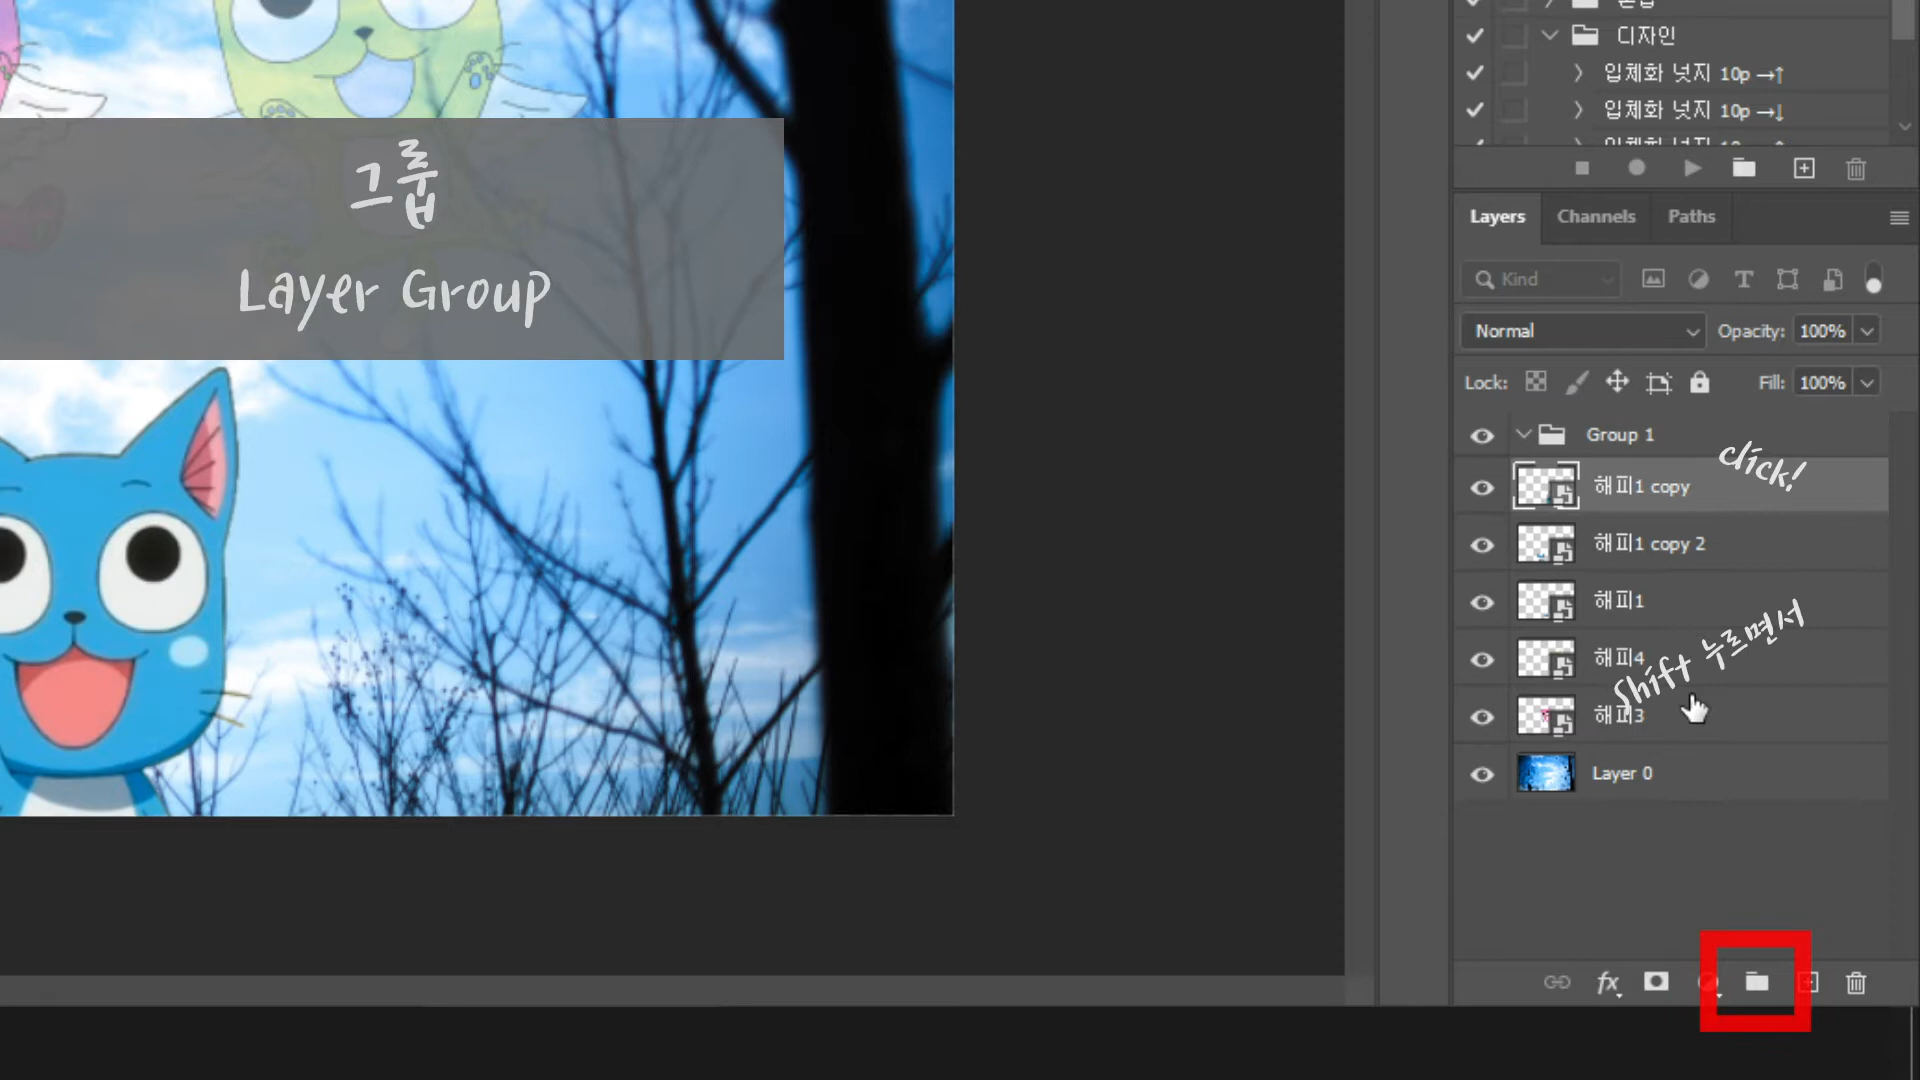 디자인
입체화 넛지 10p →↑
입체화 넛지 10p →↓
그룹
Layer Group
Layers Channels Paths
Kind
Normal Opacity: 100%
Lock: Fill: 100%
Group 1
click!
해피1 copy
해피1 copy 2
해피1
해피4
Shift 누르면서
해피3
Layer 0
fx